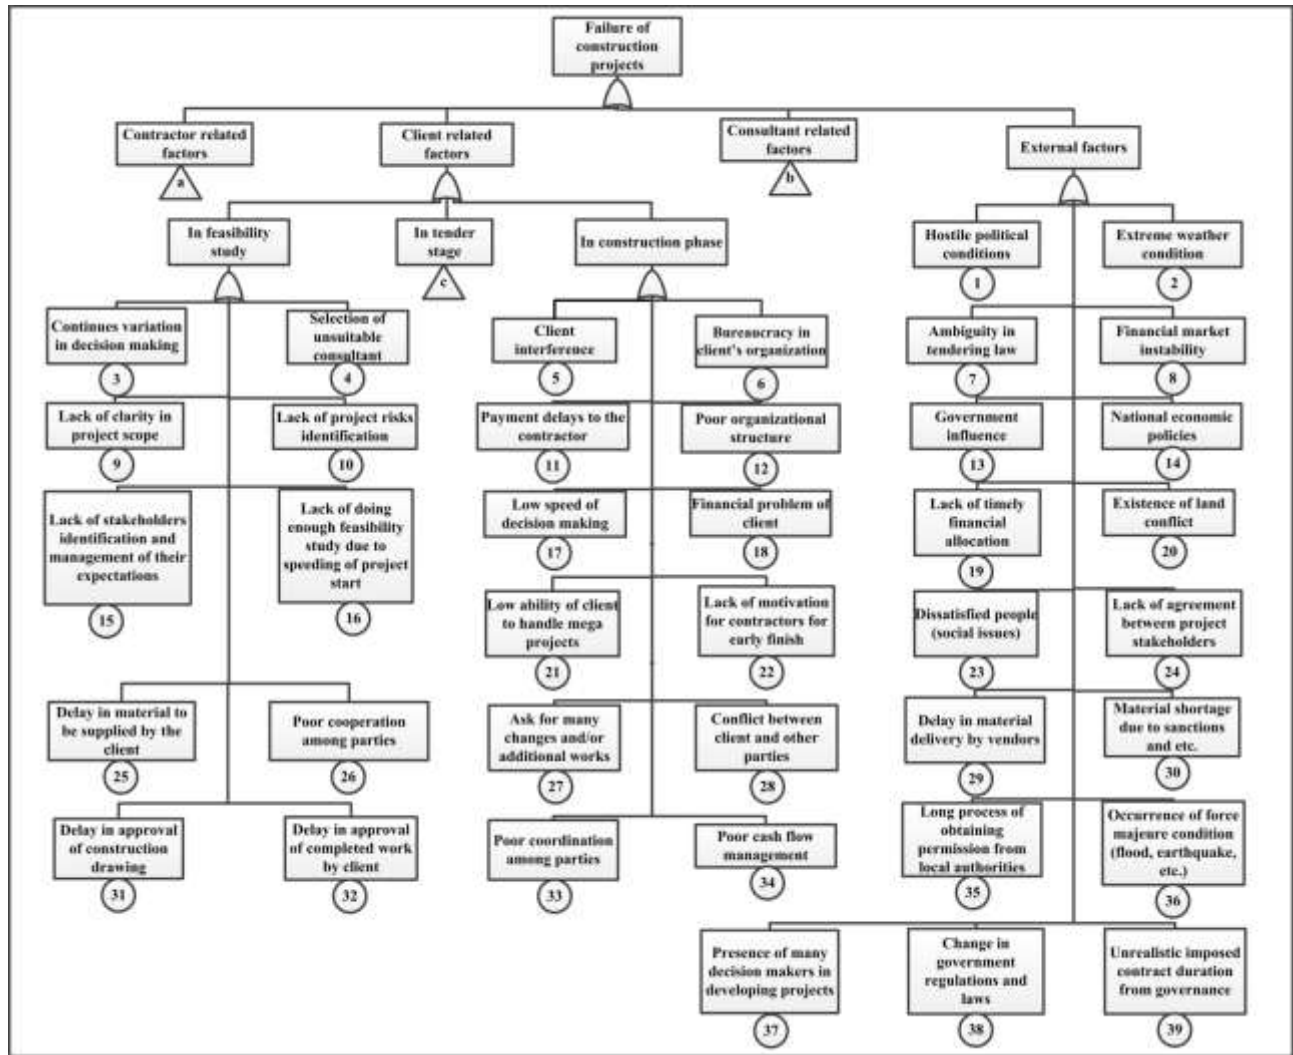 Failure of
construction
projects
Contractor related
factors
a
Client related
factors
Consultant related
factors
b
External factors
In feasibility
study
In tender
stage
c
In construction phase
Continues variation
in decision making
3
Selection of
unsuitable
consultant
4
Lack of clarity in
project scope
9
Lack of project risks
identification
10
Lack of stakeholders
identification and
management of their
expectations
15
Lack of doing
enough feasibility
study due to
speeding of project
start
16
Delay in material to
be supplied by the
client
25
Poor cooperation
among parties
26
Delay in approval
of construction
drawing
31
Delay in approval
of completed work
by client
32
Client
interference
5
Bureaucracy in
client's organization
6
Payment delays to the
contractor
11
Poor organizational
structure
12
Low speed of
decision making
17
Financial problem of
client
18
Low ability of client
to handle mega
projects
21
Lack of motivation
for contractors for
early finish
22
Ask for many
changes and/or
additional works
27
Conflict between
client and other
parties
28
Poor coordination
among parties
33
Poor cash flow
management
34
Hostile political
conditions
1
Extreme weather
condition
2
Ambiguity in
tendering law
7
Financial market
instability
8
Government
influence
13
National economic
policies
14
Lack of timely
financial
allocation
19
Existence of land
conflict
20
Dissatisfied people
(social issues)
23
Lack of agreement
between project
stakeholders
24
Delay in material
delivery by vendors
29
Material shortage
due to sanctions
and etc.
30
Long process of
obtaining
permission from
local authorities
35
Occurrence of force
majeure condition
(flood, earthquake,
etc.)
36
Presence of many
decision makers in
developing projects
37
Change in
government
regulations and
laws
38
Unrealistic imposed
contract duration
from governance
39